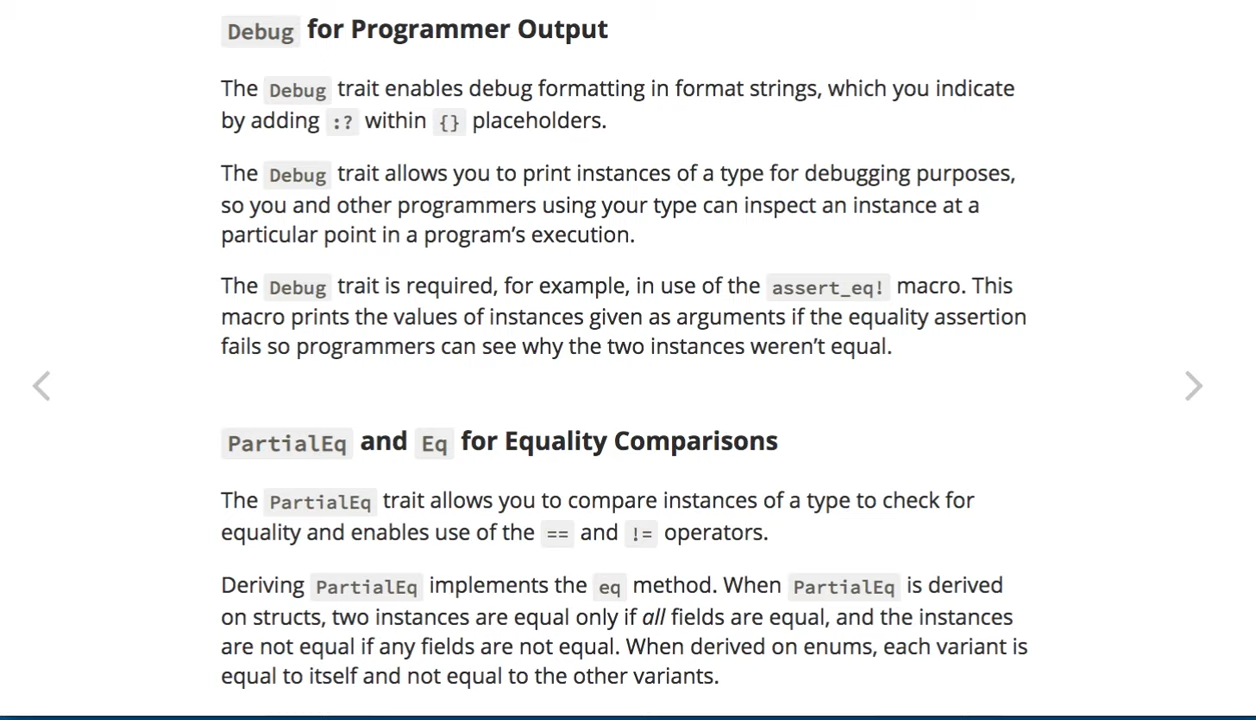 Debug for Programmer Output
The Debug trait enables debug formatting in format strings, which you indicate
by adding :? within {} placeholders.
The Debug trait allows you to print instances of a type for debugging purposes,
so you and other programmers using your type can inspect an instance at a
particular point in a program’s execution.
The Debug trait is required, for example, in use of the assert_eq! macro. This
macro prints the values of instances given as arguments if the equality assertion
fails so programmers can see why the two instances weren’t equal.
PartialEq and Eq for Equality Comparisons
The PartialEq trait allows you to compare instances of a type to check for
equality and enables use of the == and != operators.
Deriving PartialEq implements the eq method. When PartialEq is derived
on structs, two instances are equal only if all fields are equal, and the instances
are not equal if any fields are not equal. When derived on enums, each variant is
equal to itself and not equal to the other variants.